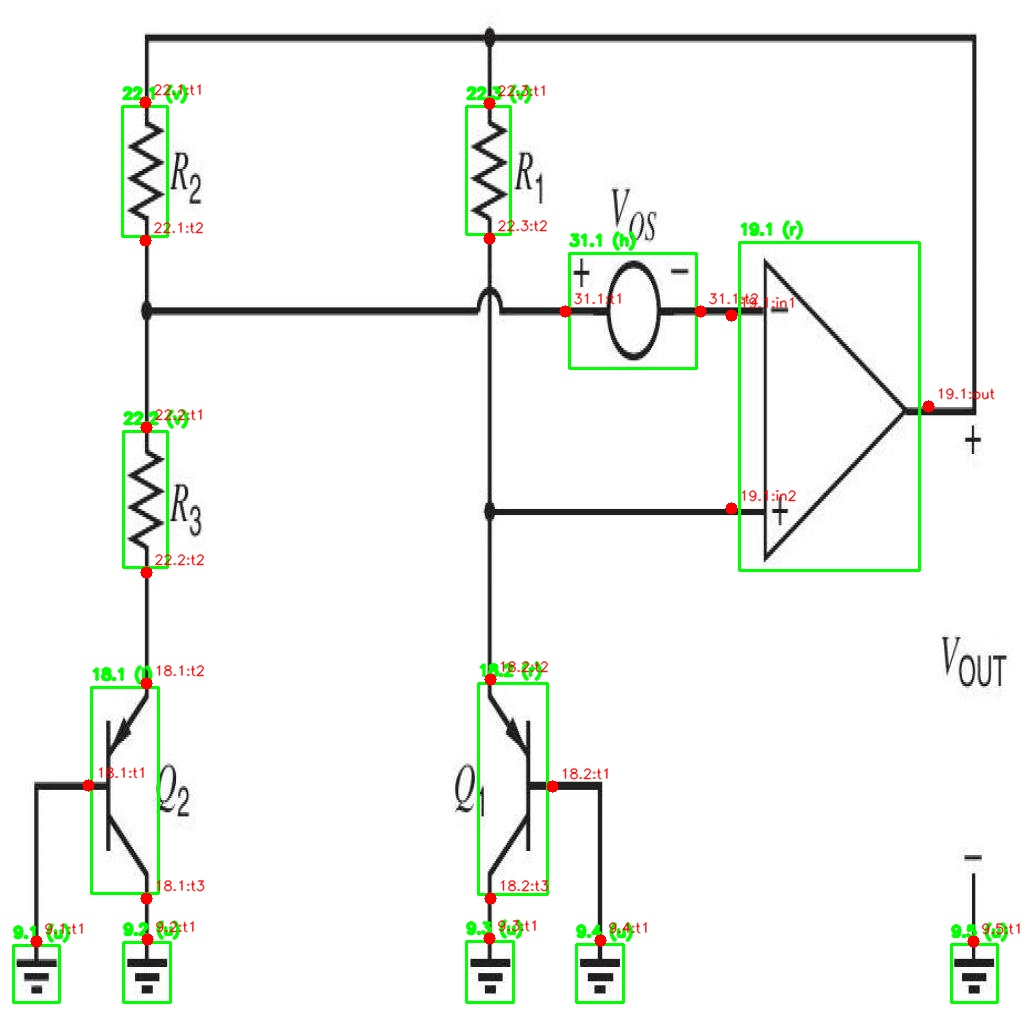 22.1 (v) 22.1:t1
22.3 (v) 22.3:t1
R2
R1
VOS
22.1:t2
22.3:t2
31.1 (h)
19.1 (r)
+ −
31.1:t1
31.1:t2
19.1:in1
−
19.1:out
+
22.2 (v) 22.2:t1
R3
19.1:in2
+
22.2:t2
VOUT
18.1 18.1:t2
18.2 (r) 18.2:t2
18.1:t1
Q2
Q1
18.2:t1
−
18.1:t3
18.2:t3
9.1 (u) 9.1:t1
9.2 (u) 9.2:t1
9.3 (u) 9.3:t1
9.4 (u) 9.4:t1
9.5 (u) 9.5:t1